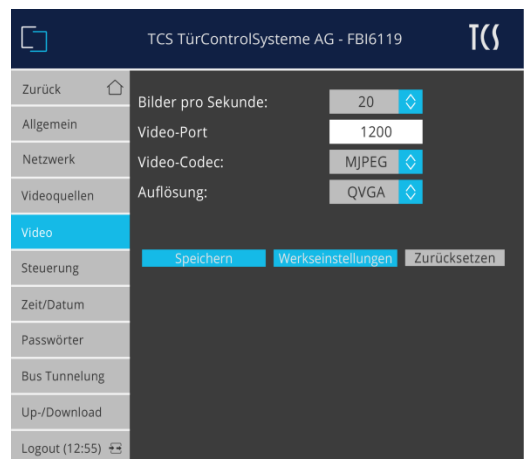 TCS TürControlSysteme AG - FBI6119
TCS
Zurück
Allgemein
Netzwerk
Videoquellen
Video
Steuerung
Zeit/Datum
Passwörter
Bus Tunnelung
Up-/Download
Logout (12:55)
Bilder pro Sekunde: 20
Video-Port 1200
Video-Codec: MJPEG
Auflösung: QVGA
Speichern Werkseinstellungen Zurücksetzen